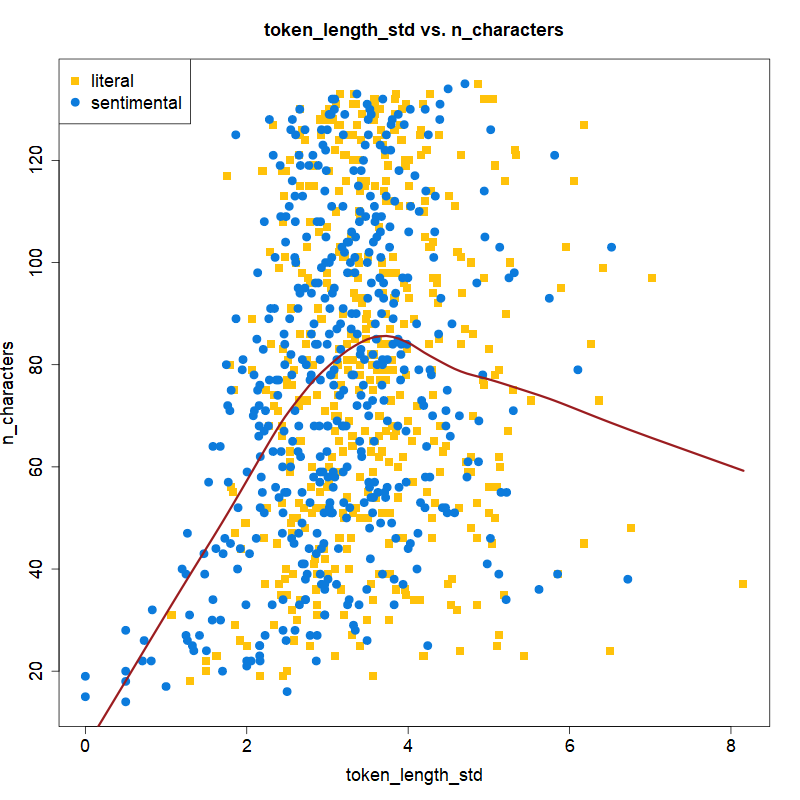 token_length_std vs. n_characters
literal
sentimental
120
100
80
60
40
20
n_characters
0 2 4 6 8
token_length_std